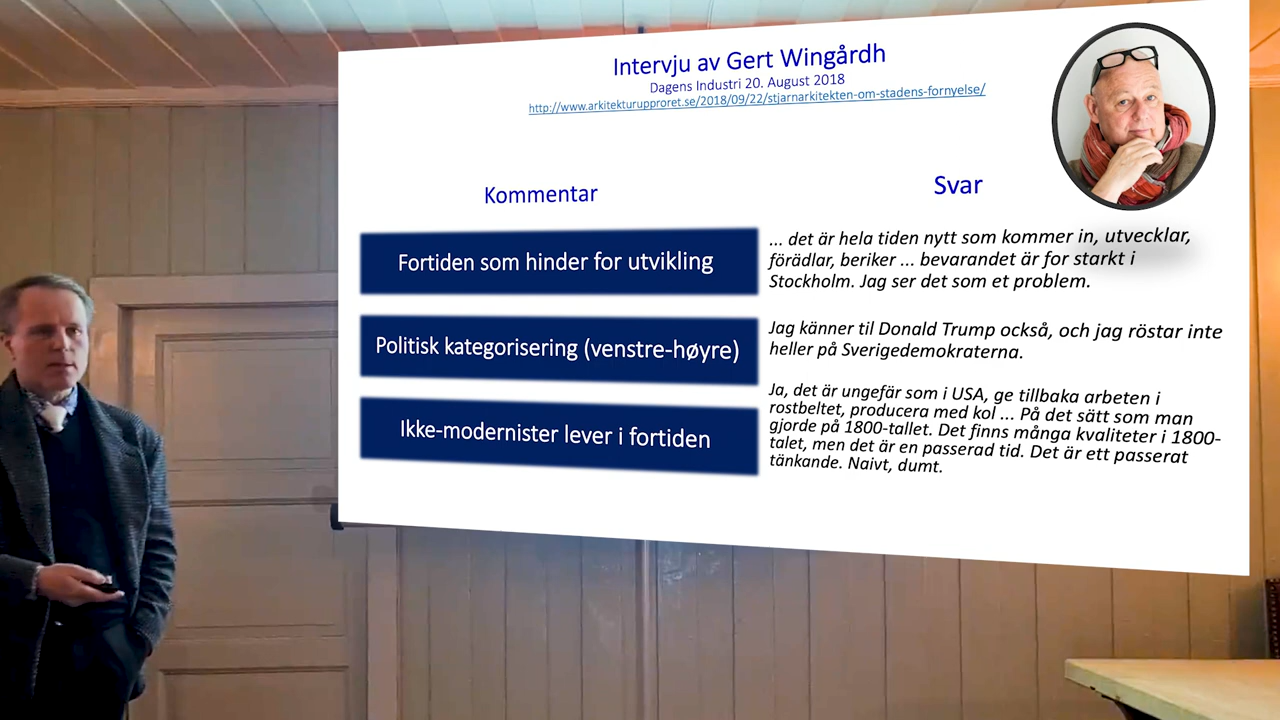 Intervju av Gert Wingårdh
Dagens Industri 20. August 2018
http://www.arkitekturupproret.se/2018/09/22/stjarnarkitekten-om-stadens-fornyelse/
Kommentar
Svar
Fortiden som hinder for utvikling
... det är hela tiden nytt som kommer in, utvecklar,
förädlar, beriker ... bevarandet är for starkt i
Stockholm. Jag ser det som et problem.
Politisk kategorisering (venstre-høyre)
Jag känner til Donald Trump också, och jag röstar inte
heller på Sverigedemokraterna.
Ikke-modernister lever i fortiden
Ja, det är ungefär som i USA, ge tillbaka arbeten i
rostbeltet, producera med kol ... På det sätt som man
gjorde på 1800-tallet. Det finns många kvaliteter i 1800-
talet, men det är en passerad tid. Det är ett passerat
tänkande. Naivt, dumt.